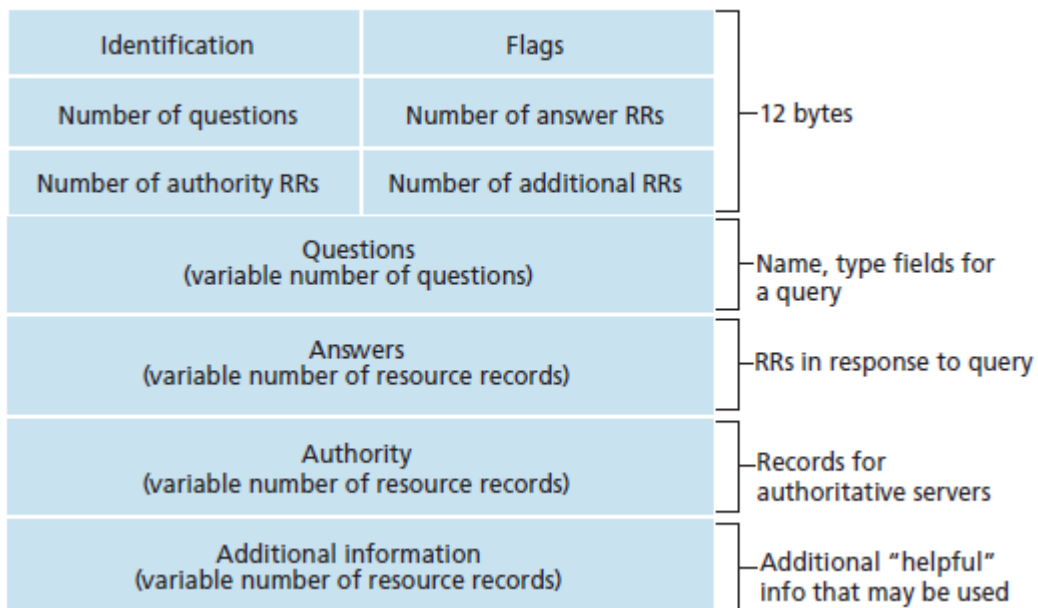 Identification
Flags
Number of questions
Number of answer RRs
12 bytes
Number of authority RRs
Number of additional RRs
Questions
(variable number of questions)
Name, type fields for
a query
Answers
(variable number of resource records)
RRs in response to query
Authority
(variable number of resource records)
Records for
authoritative servers
Additional information
(variable number of resource records)
Additional “helpful”
info that may be used